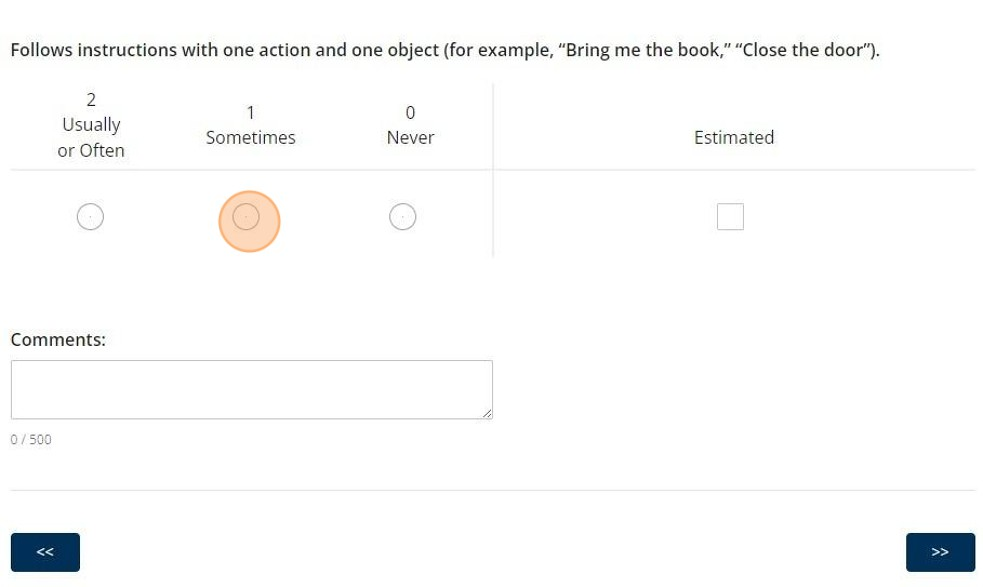 Follows instructions with one action and one object (for example, “Bring me the book,” “Close the door”).
2
Usually
or Often
1
Sometimes
0
Never
Estimated
Comments:
0 / 500
<<
>>